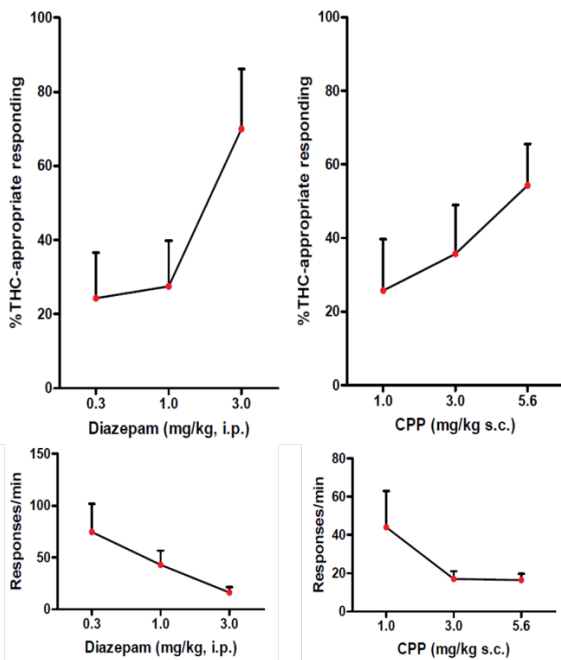 %THC-appropriate responding
100
80
60
40
20
0
0.3 1.0 3.0
Diazepam (mg/kg, i.p.)
%THC-appropriate responding
100
80
60
40
20
0
1.0 3.0 5.6
CPP (mg/kg s.c.)
Responses/min
150
100
50
0
0.3 1.0 3.0
Diazepam (mg/kg, i.p.)
Responses/min
80
60
40
20
0
1.0 3.0 5.6
CPP (mg/kg s.c.)